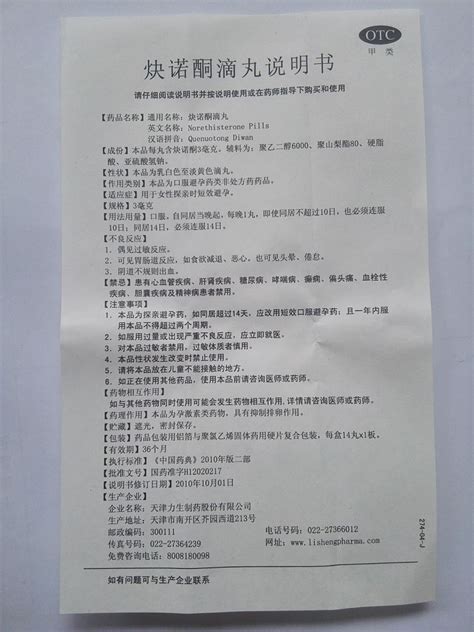 OTC
甲 类
炔诺酮滴丸说明书
请仔细阅读说明书并按说明使用或在药师指导下购买和使用
【药品名称】通用名称：炔诺酮滴丸
英文名称：Norethisterone Pills
汉语拼音：Quenuotong Diwan
【成份】本品每丸含炔诺酮3毫克，辅料为：聚乙二醇6000、聚山梨酯80、硬脂
酸、亚硫酸氢钠。
【性状】本品为乳白色至淡黄色滴丸。
【作用类别】本品为口服避孕药类非处方药药品。
【适应症】用于女性探亲时短效避孕。
【规格】3毫克
【用法用量】口服，自同居当晚起，每晚1丸，即使同居不超过10日，也必须连服
10日；同居14日，必须连服14日。
【不良反应】
1. 偶见过敏反应。
2. 可见胃肠道反应，如食欲减退、恶心，也可见头晕、倦怠。
3. 阴道不规则出血。
【禁忌】患有心血管疾病、肝肾疾病、糖尿病、哮喘病、癫痫、偏头痛、血栓性
疾病、胆囊疾病及精神病患者禁用。
【注意事项】
1. 本品为探亲避孕药，如同居超过14天，应改用短效口服避孕药；且一年内服
用本品不得超过两个周期。
2. 如服用过量或出现严重不良反应，应立即就医。
3. 对本品过敏者禁用，过敏体质者慎用。
4. 本品性状发生改变时禁止使用。
5. 请将本品放在儿童不能接触的地方。
6. 如正在使用其他药品，使用本品前请咨询医师或药师。
【药物相互作用】
如与其他药物同时使用可能会发生药物相互作用，详情请咨询医师或药师。
【药理作用】本品为孕激素类药物，具有抑制排卵作用。
【贮藏】遮光，密封保存。
【包装】药品包装用铝箔与聚氯乙烯固体药用硬片复合包装，每盒14丸x1板。
【有效期】36个月
【执行标准】《中国药典》2010年版二部
【批准文号】国药准字H12020217
【说明书修订日期】2010年10月01日
【生产企业】
企业名称：天津力生制药股份有限公司
生产地址：天津市南开区芥园西道213号
邮政编码：300111 电话号码：022-27366012
传真号码：022-27364239 网址：www.lishengpharma.com
免费咨询电话：8008180098
如有问题可与生产企业联系
274-04-J